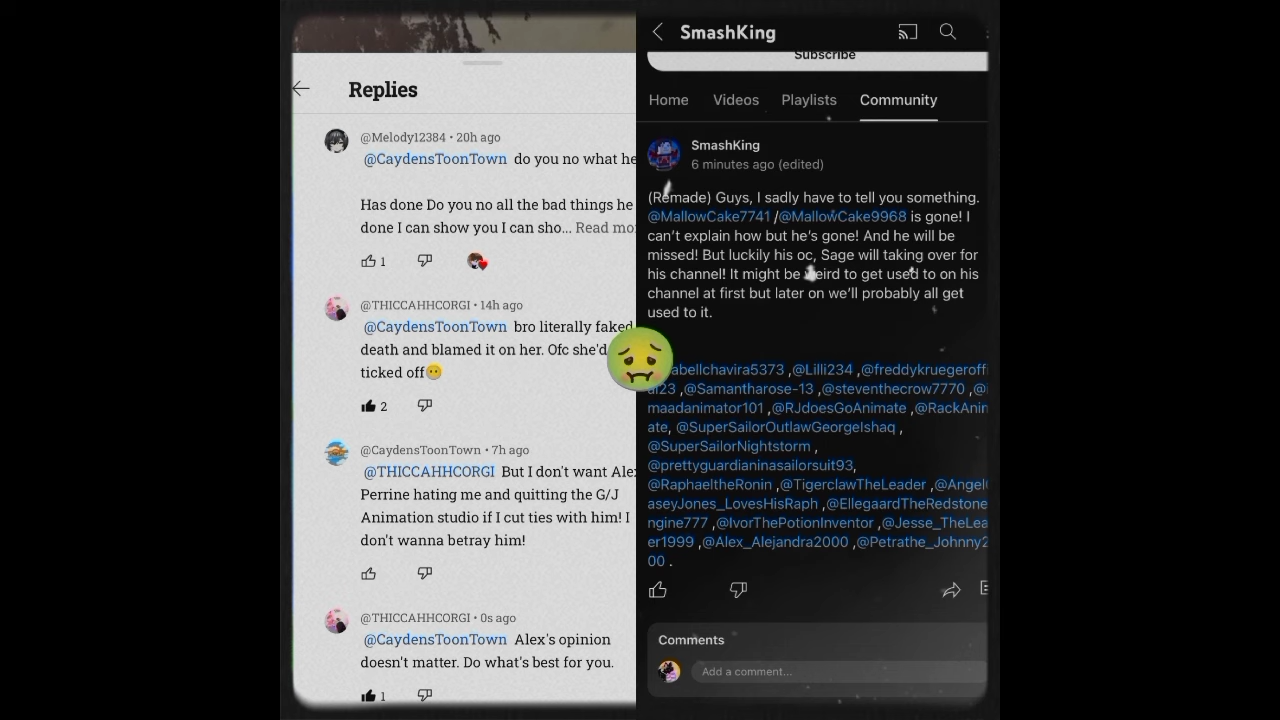 Replies
@Melody12384 • 20h ago
@CaydensToonTown do you no what he
Has done Do you no all the bad things he
done I can show you I can sho... Read mo
1
@THICCAHHCORGI • 14h ago
@CaydensToonTown bro literally faked
death and blamed it on her. Ofc she'd
ticked off
2
@CaydensToonTown • 7h ago
@THICCAHHCORGI But I don't want Alex
Perrine hating me and quitting the G/J
Animation studio if I cut ties with him! I
don't wanna betray him!
@THICCAHHCORGI • 0s ago
@CaydensToonTown Alex's opinion
doesn't matter. Do what's best for you.
1
SmashKing
Subscribe
Home Videos Playlists Community
SmashKing
6 minutes ago (edited)
(Remade) Guys, I sadly have to tell you something.
@MallowCake7741 /@MallowCake9968 is gone! I
can't explain how but he's gone! And he will be
missed! But luckily his oc, Sage will taking over for
his channel! It might be weird to get used to on his
channel at first but later on we'll probably all get
used to it.
abellchavira5373 ,@Lilli234 ,@freddykruegeroff
al23 ,@Samantharose-13 ,@steventhecrow7770 ,@
maadanimator101 ,@RJdoesGoAnimate ,@RackAnim
ate, @SuperSailorOutlawGeorgeIshaq ,
@SuperSailorNightstorm ,
@prettyguardianinasailorsuit93,
@RaphaeltheRonin ,@TigerclawTheLeader ,@Angel
aseyJones_LovesHisRaph ,@EllegaardTheRedstone
ngine777 ,@IvorThePotionInventor ,@Jesse_TheLea
er1999 ,@Alex_Alejandra2000 ,@Petrathe_Johnny2
00 .
Comments
Add a comment...